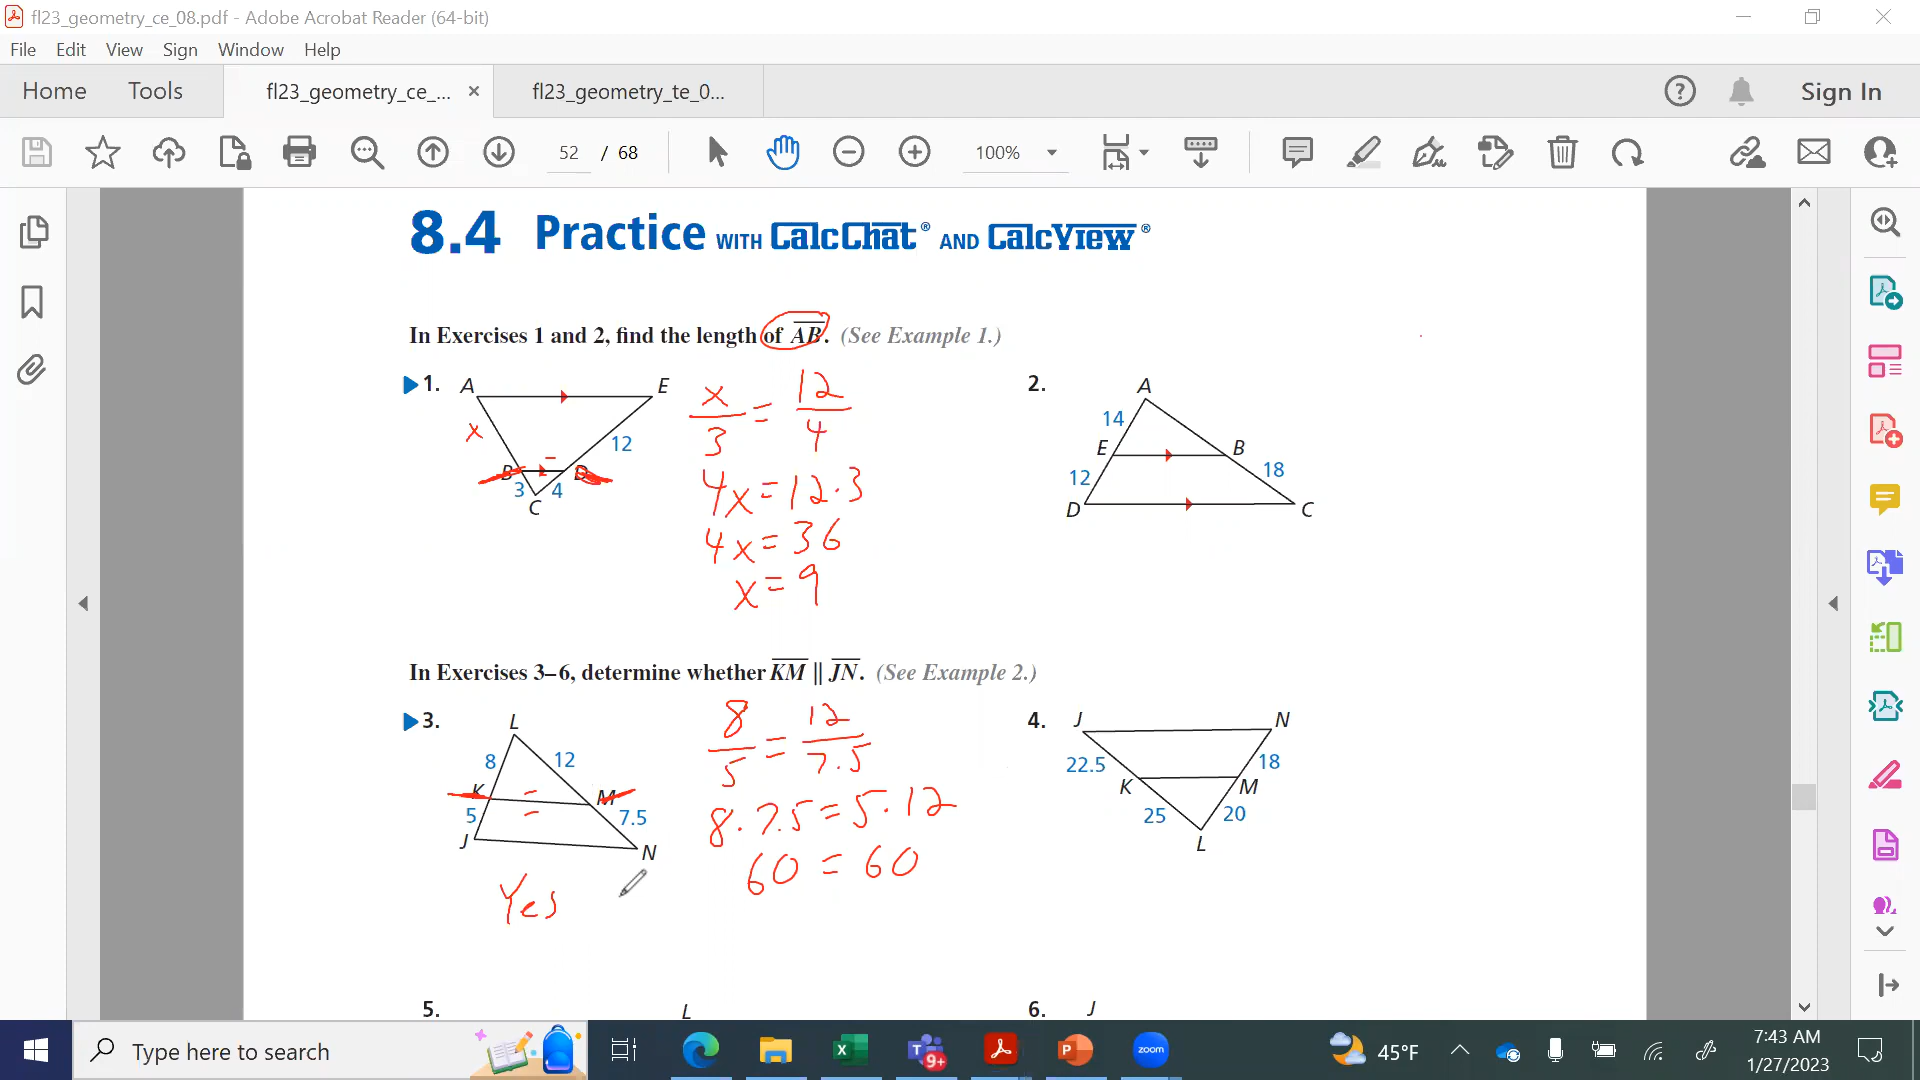 fl23_geometry_ce_08.pdf - Adobe Acrobat Reader (64-bit)
File Edit View Sign Window Help
Home Tools fl23_geometry_ce_... × fl23_geometry_te_0... Sign In
52 / 68 100%
8.4 Practice WITH CalcChat® AND CalcView®
In Exercises 1 and 2, find the length of AB. (See Example 1.)
1. A E
x 12
B D
3 4
C
x/3 = 12/4
4x = 12·3
4x = 36
x = 9
2. A
14
E B
12 18
D C
In Exercises 3–6, determine whether KM || JN. (See Example 2.)
3. L
8 12
K M
5 7.5
J N
Yes
8/5 = 12/7.5
8·7.5 = 5·12
60 = 60
4. J N
22.5 18
K M
25 20
L
5. L
6. J
Type here to search
9+
zoom
45°F
7:43 AM
1/27/2023